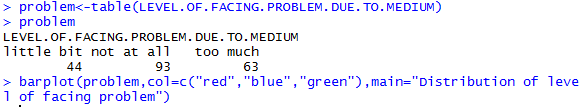 > problem<-table(LEVEL.OF.FACING.PROBLEM.DUE.TO.MEDIUM)
> problem
LEVEL.OF.FACING.PROBLEM.DUE.TO.MEDIUM
little bit not at all   too much
        44         93         63
> barplot(problem,col=c("red","blue","green"),main="Distribution of leve
l of facing problem")